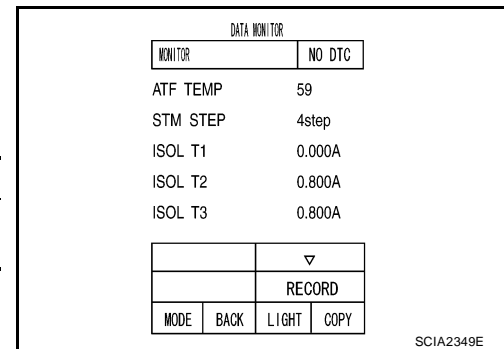 DATA MONITOR
MONITOR NO DTC
ATF TEMP 59
STM STEP 4step
ISOL T1 0.000A
ISOL T2 0.800A
ISOL T3 0.800A
▽
RECORD
MODE BACK LIGHT COPY
SCIA2349E